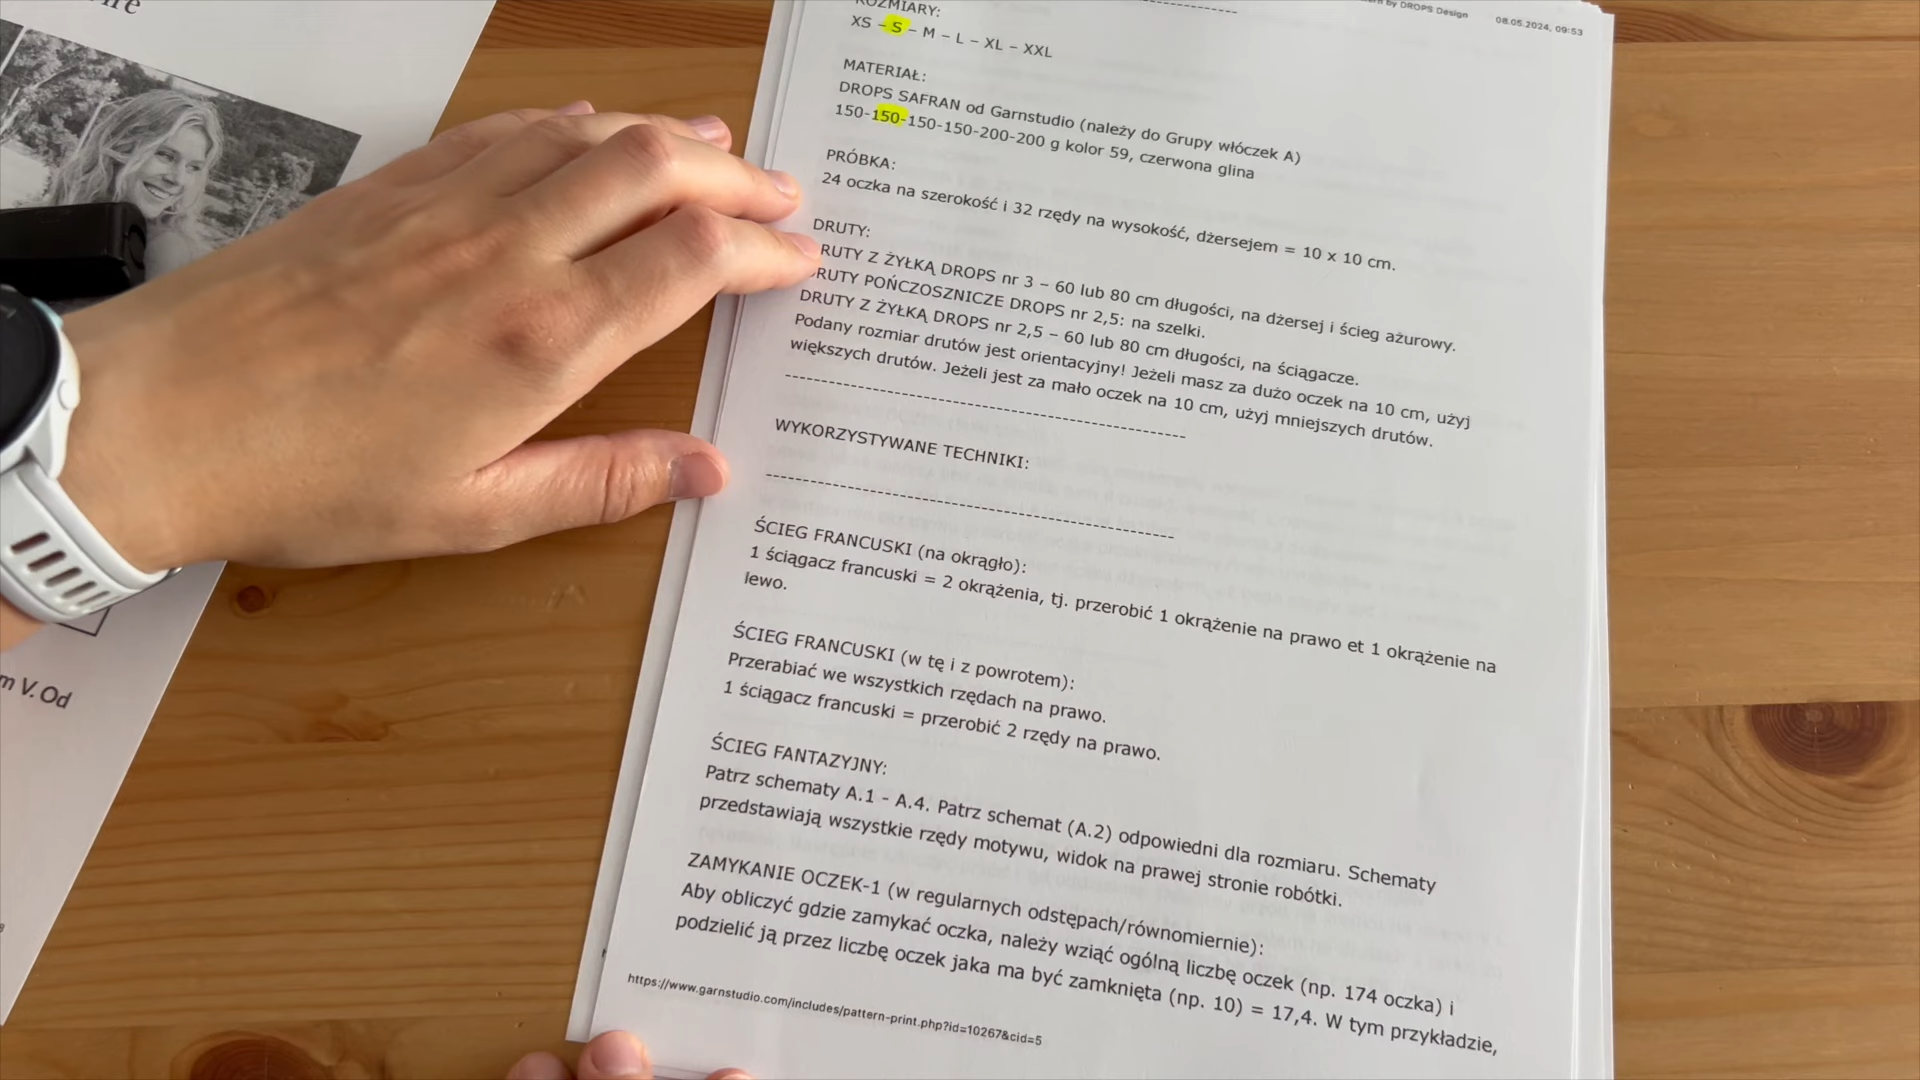 by DROPS Design
08.05.2024, 09:53
ROZMIARY:
XS – S – M – L – XL – XXL
MATERIAŁ:
DROPS SAFRAN od Garnstudio (należy do Grupy włóczek A)
150-150-150-150-200-200 g kolor 59, czerwona glina
PRÓBKA:
24 oczka na szerokość i 32 rzędy na wysokość, dżersejem = 10 x 10 cm.
DRUTY:
RUTY Z ŻYŁKĄ DROPS nr 3 – 60 lub 80 cm długości, na dżersej i ścieg ażurowy.
RUTY POŃCZOSZNICZE DROPS nr 2,5: na szelki.
DRUTY Z ŻYŁKĄ DROPS nr 2,5 – 60 lub 80 cm długości, na ściągacze.
Podany rozmiar drutów jest orientacyjny! Jeżeli masz za dużo oczek na 10 cm, użyj
większych drutów. Jeżeli jest za mało oczek na 10 cm, użyj mniejszych drutów.
WYKORZYSTYWANE TECHNIKI:
ŚCIEG FRANCUSKI (na okrągło):
1 ściągacz francuski = 2 okrążenia, tj. przerobić 1 okrążenie na prawo et 1 okrążenie na
lewo.
ŚCIEG FRANCUSKI (w tę i z powrotem):
Przerabiać we wszystkich rzędach na prawo.
1 ściągacz francuski = przerobić 2 rzędy na prawo.
ŚCIEG FANTAZYJNY:
Patrz schematy A.1 - A.4. Patrz schemat (A.2) odpowiedni dla rozmiaru. Schematy
przedstawiają wszystkie rzędy motywu, widok na prawej stronie robótki.
ZAMYKANIE OCZEK-1 (w regularnych odstępach/równomiernie):
Aby obliczyć gdzie zamykać oczka, należy wziąć ogólną liczbę oczek (np. 174 oczka) i
podzielić ją przez liczbę oczek jaka ma być zamknięta (np. 10) = 17,4. W tym przykładzie,
https://www.garnstudio.com/includes/pattern-print.php?id=10267&cid=5
m V. Od